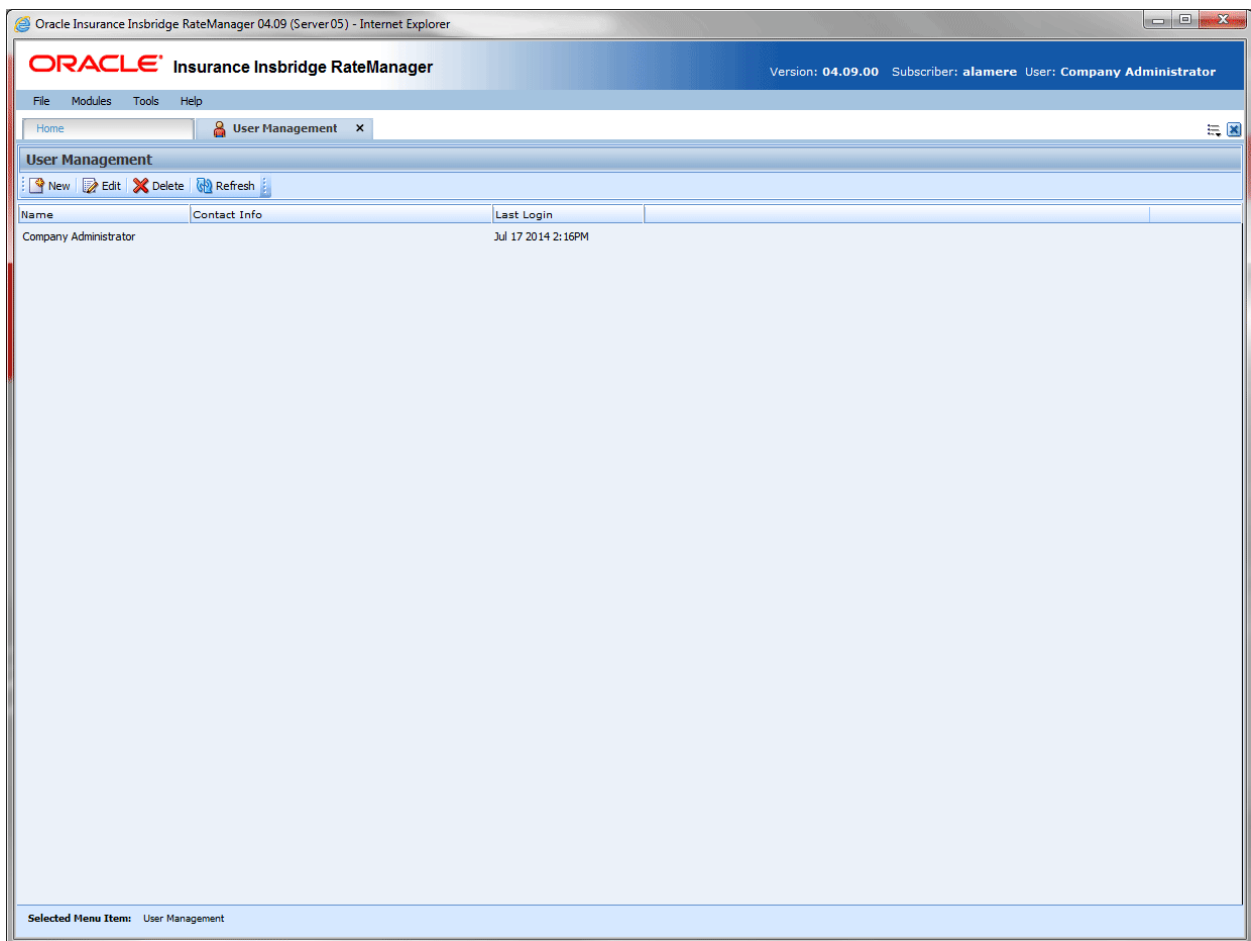 Oracle Insurance Insbridge RateManager 04.09 (Server05) - Internet Explorer
ORACLE Insurance Insbridge RateManager
Version: 04.09.00 Subscriber: alamere User: Company Administrator
File Modules Tools Help
Home User Management x
User Management
New Edit Delete Refresh
Name Contact Info Last Login
Company Administrator Jul 17 2014 2:16PM
Selected Menu Item: User Management